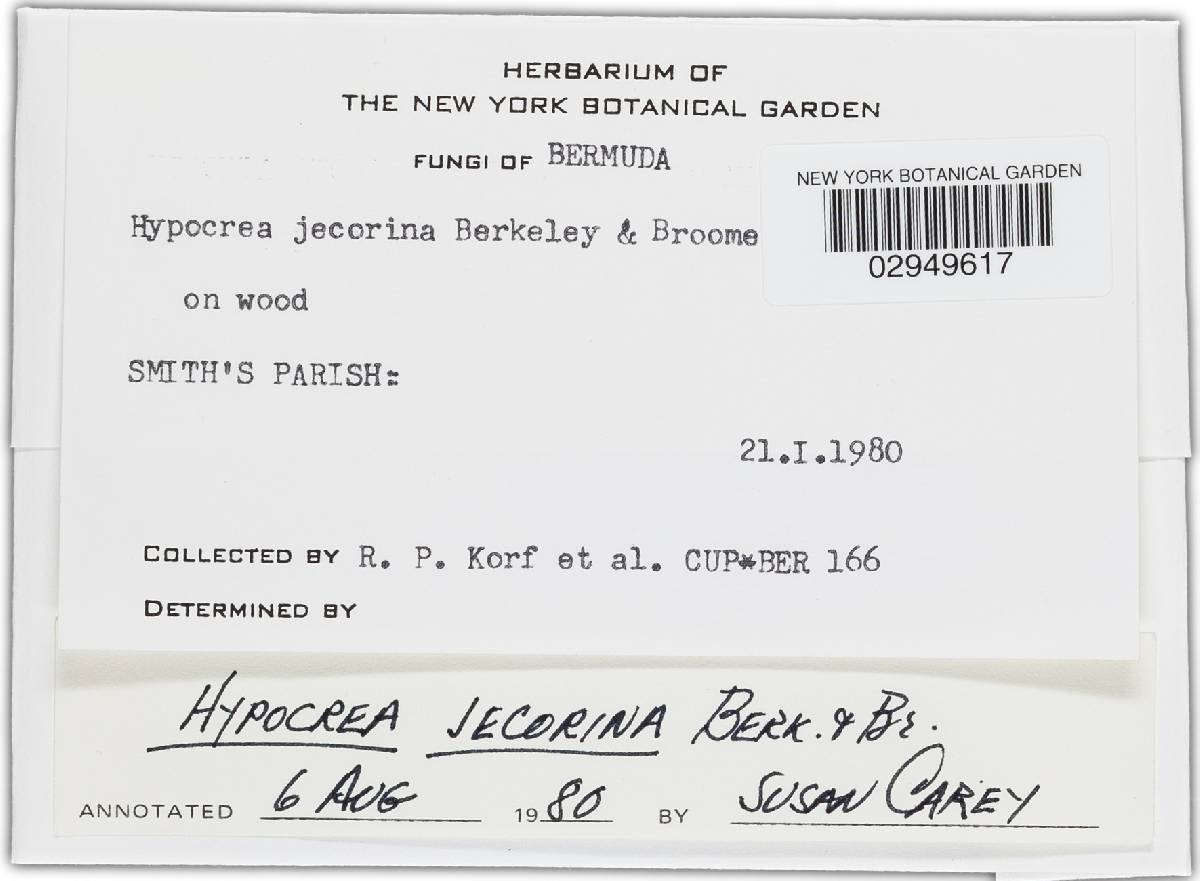 HERBARIUM OF
THE NEW YORK BOTANICAL GARDEN
FUNGI OF BERMUDA
NEW YORK BOTANICAL GARDEN
02949617
Hypocrea jecorina Berkeley & Broome
on wood
SMITH'S PARISH:
21.I.1980
COLLECTED BY R. P. Korf et al. CUP*BER 166
DETERMINED BY
HYPOCREA JECORINA BERK. & BR.
ANNOTATED 6 AUG 1980 BY SUSAN CAREY